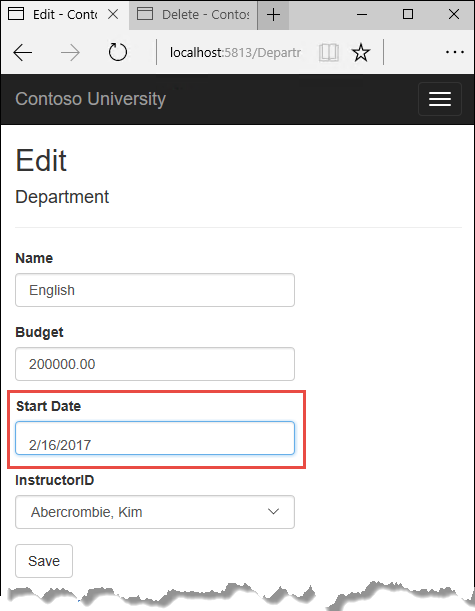 Edit - Conto
Delete - Contos
localhost:5813/Departr
Contoso University
Edit
Department
Name
English
Budget
200000.00
Start Date
2/16/2017
InstructorID
Abercrombie, Kim
Save